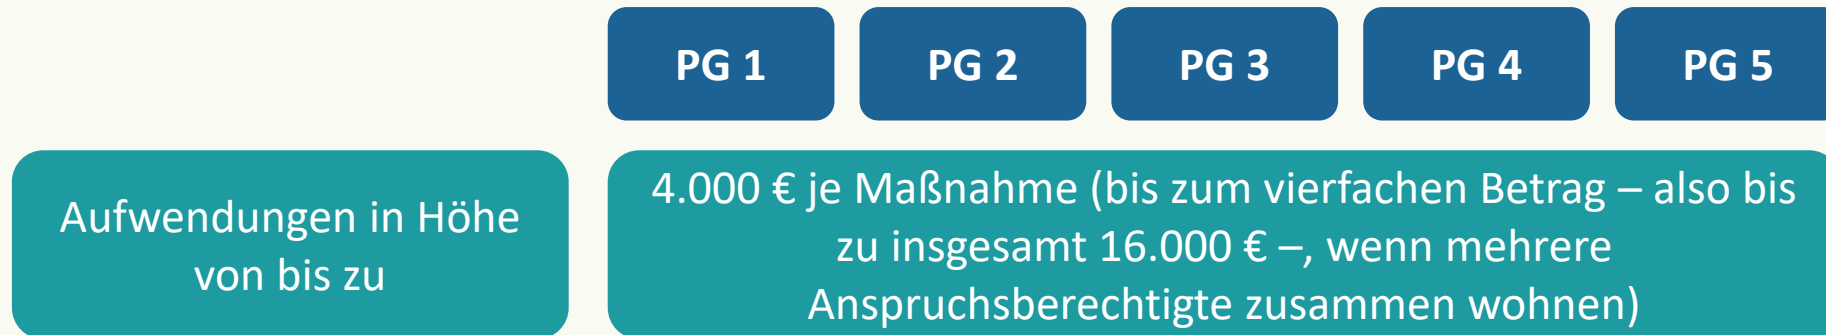 PG 1 PG 2 PG 3 PG 4 PG 5
Aufwendungen in Höhe
von bis zu
4.000 € je Maßnahme (bis zum vierfachen Betrag – also bis
zu insgesamt 16.000 € –, wenn mehrere
Anspruchsberechtigte zusammen wohnen)